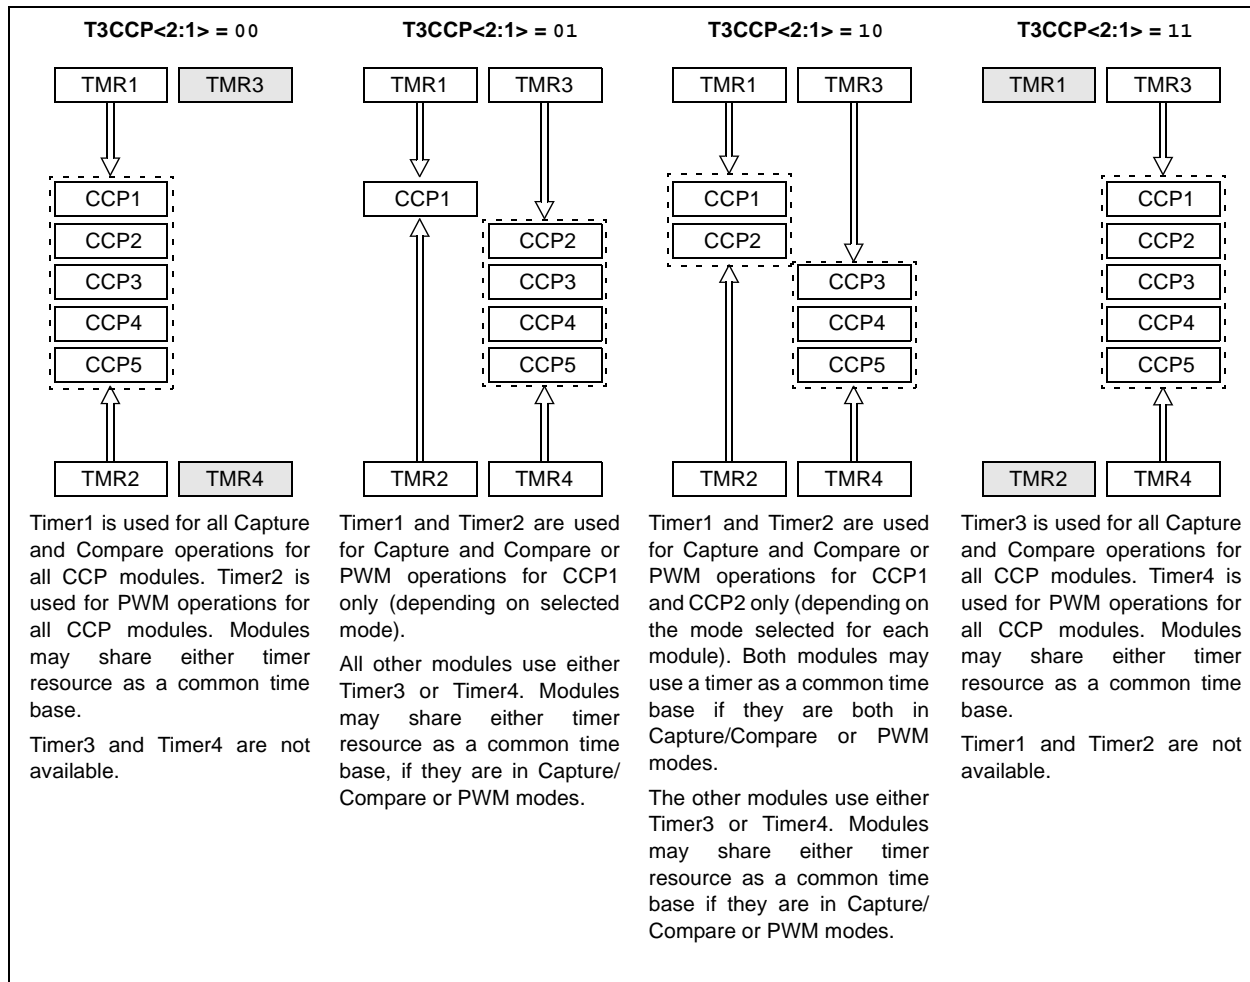 T3CCP<2:1> = 00
TMR1 TMR3
CCP1
CCP2
CCP3
CCP4
CCP5
TMR2 TMR4
Timer1 is used for all Capture
and Compare operations for
all CCP modules. Timer2 is
used for PWM operations for
all CCP modules. Modules
may share either timer
resource as a common time
base.
Timer3 and Timer4 are not
available.
T3CCP<2:1> = 01
TMR1 TMR3
CCP1
CCP2
CCP3
CCP4
CCP5
TMR2 TMR4
Timer1 and Timer2 are used
for Capture and Compare or
PWM operations for CCP1
only (depending on selected
mode).
All other modules use either
Timer3 or Timer4. Modules
may share either timer
resource as a common time
base, if they are in Capture/
Compare or PWM modes.
T3CCP<2:1> = 10
TMR1 TMR3
CCP1
CCP2
CCP3
CCP4
CCP5
TMR2 TMR4
Timer1 and Timer2 are used
for Capture and Compare or
PWM operations for CCP1
and CCP2 only (depending on
the mode selected for each
module). Both modules may
use a timer as a common time
base if they are both in
Capture/Compare or PWM
modes.
The other modules use either
Timer3 or Timer4. Modules
may share either timer
resource as a common time
base if they are in Capture/
Compare or PWM modes.
T3CCP<2:1> = 11
TMR1 TMR3
CCP1
CCP2
CCP3
CCP4
CCP5
TMR2 TMR4
Timer3 is used for all Capture
and Compare operations for
all CCP modules. Timer4 is
used for PWM operations for
all CCP modules. Modules
may share either timer
resource as a common time
base.
Timer1 and Timer2 are not
available.